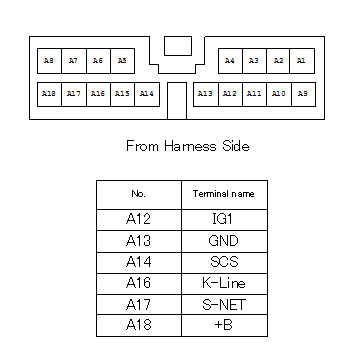 A8 A7 A6 A5 A4 A3 A2 A1
A18 A17 A16 A15 A14 A13 A12 A11 A10 A9
From Harness Side
No. Terminal name
A12 IG1
A13 GND
A14 SCS
A16 K-Line
A17 S-NET
A18 +B